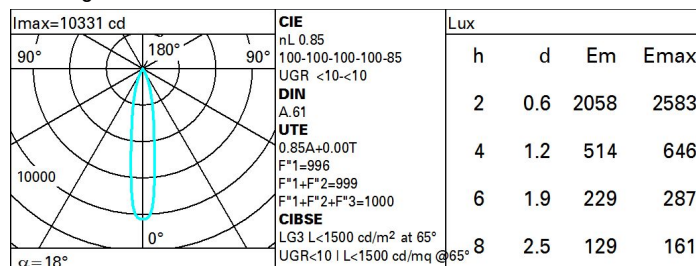 Imax=10331 cd
90° 180° 90°
10000
0°
α=18°
CIE
nL 0.85
100-100-100-100-85
UGR <10-<10
DIN
A.61
UTE
0.85A+0.00T
F"1=996
F"1+F"2=999
F"1+F"2+F"3=1000
CIBSE
LG3 L<1500 cd/m² at 65°
UGR<10 | L<1500 cd/mq @65°
Lux
h d Em Emax
2 0.6 2058 2583
4 1.2 514 646
6 1.9 229 287
8 2.5 129 161